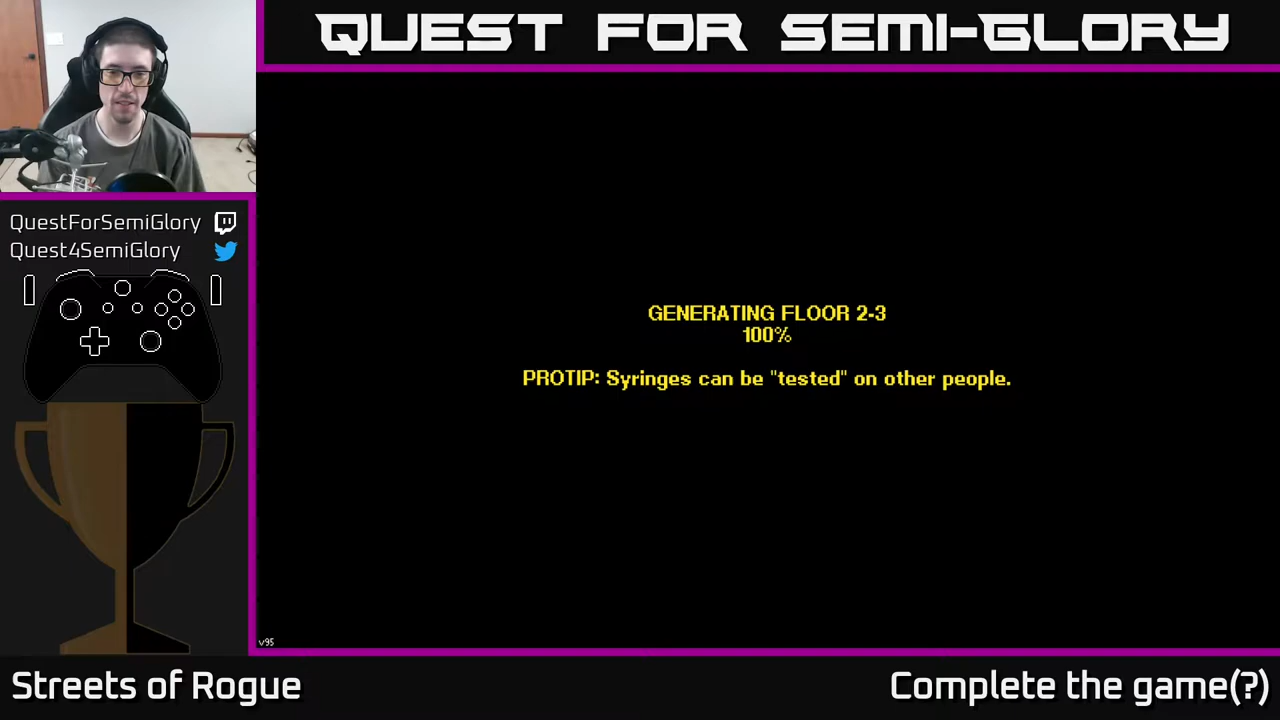 QUEST FOR SEMI-GLORY
QuestForSemiGlory
Quest4SemiGlory
GENERATING FLOOR 2-3
100%
PROTIP: Syringes can be "tested" on other people.
v95
Streets of Rogue
Complete the game(?)